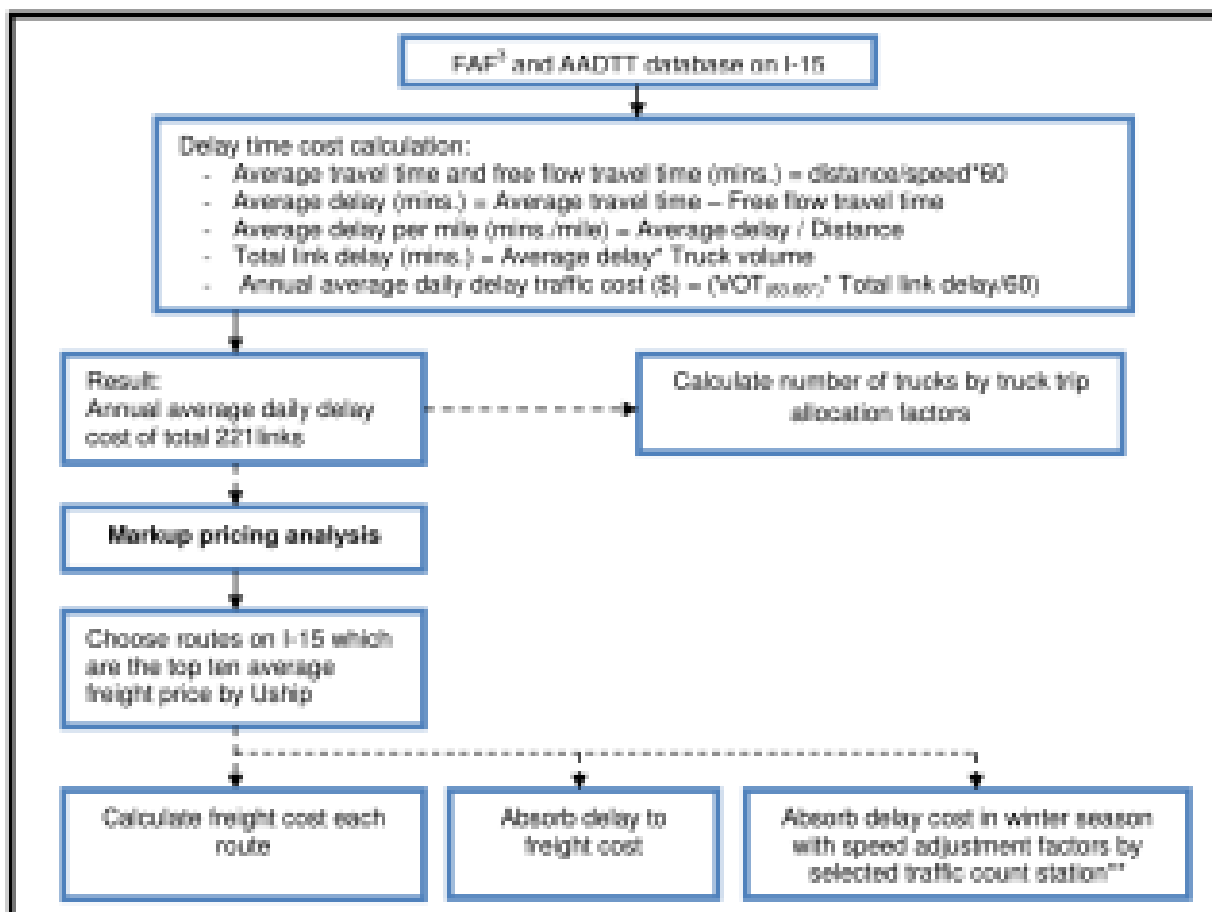 FAF³ and AADTT database on I-15
Delay time cost calculation:
- Average travel time and free flow travel time (mins.) = distance/speed*60
- Average delay (mins.) = Average travel time – Free flow travel time
- Average delay per mile (mins./mile) = Average delay / Distance
- Total link delay (mins.) = Average delay* Truck volume
- Annual average daily delay traffic cost ($) = (VOT * Total link delay/60)
Result:
Annual average daily delay
cost of total 221links
Calculate number of trucks by truck trip
allocation factors
Markup pricing analysis
Choose routes on I-15 which
are the top ten average
freight price by Uship
Calculate freight cost each
route
Absorb delay to
freight cost
Absorb delay cost in winter season
with speed adjustment factors by
selected traffic count station**